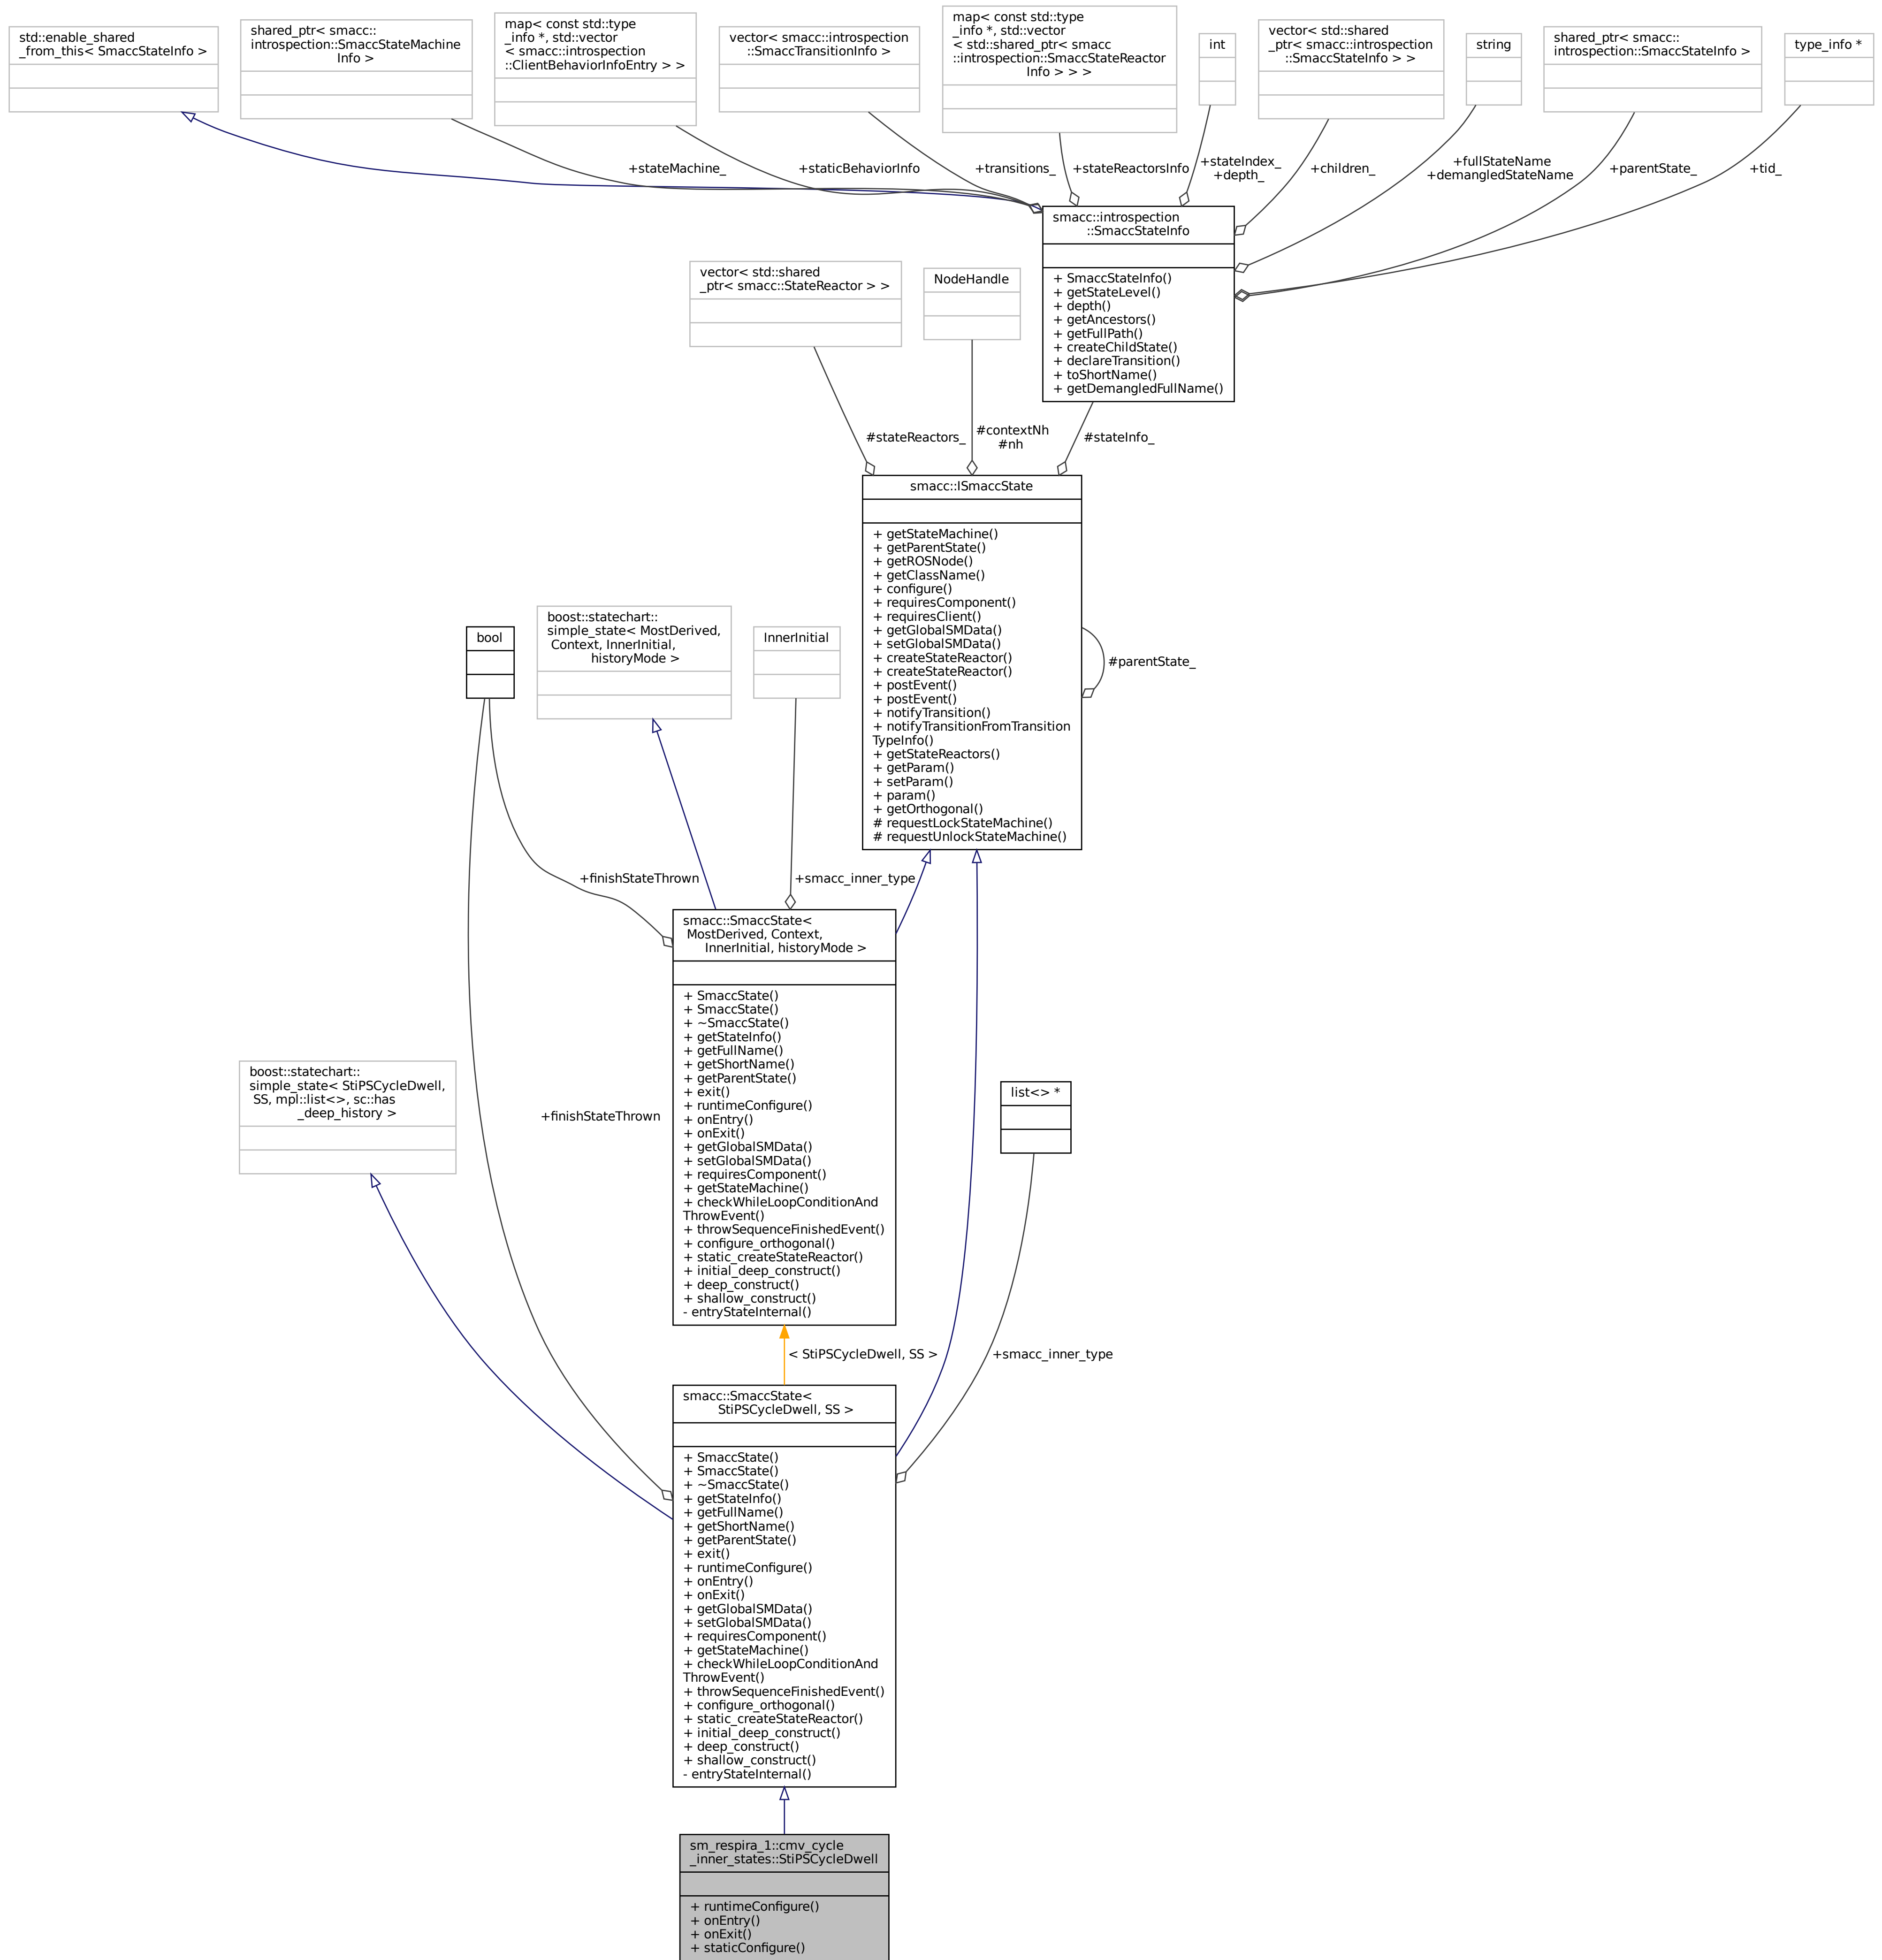 std::enable_shared
_from_this< SmaccStateInfo >
shared_ptr< smacc::
introspection::SmaccStateMachine
Info >
map< const std::type
_info *, std::vector
< smacc::introspection
::ClientBehaviorInfoEntry > >
vector< smacc::introspection
::SmaccTransitionInfo >
map< const std::type
_info *, std::vector
< std::shared_ptr< smacc
::introspection::SmaccStateReactor
Info > > >
int
vector< std::shared
_ptr< smacc::introspection
::SmaccStateInfo > >
string
shared_ptr< smacc::
introspection::SmaccStateInfo >
type_info *
+stateMachine_
+staticBehaviorInfo
+transitions_
+stateReactorsInfo
+stateIndex_
+depth_
+children_
+fullStateName
+demangledStateName
+parentState_
+tid_
smacc::introspection
::SmaccStateInfo
+ SmaccStateInfo()
+ getStateLevel()
+ depth()
+ getAncestors()
+ getFullPath()
+ createChildState()
+ declareTransition()
+ toShortName()
+ getDemangledFullName()
vector< std::shared
_ptr< smacc::StateReactor > >
NodeHandle
#stateReactors_
#contextNh
#nh
#stateInfo_
smacc::ISmaccState
+ getStateMachine()
+ getParentState()
+ getROSNode()
+ getClassName()
+ configure()
+ requiresComponent()
+ requiresClient()
+ getGlobalSMData()
+ setGlobalSMData()
+ createStateReactor()
+ createStateReactor()
+ postEvent()
+ postEvent()
+ notifyTransition()
+ notifyTransitionFromTransition
TypeInfo()
+ getStateReactors()
+ getParam()
+ setParam()
+ param()
+ getOrthogonal()
# requestLockStateMachine()
# requestUnlockStateMachine()
#parentState_
bool
boost::statechart::
simple_state< MostDerived,
Context, InnerInitial,
historyMode >
InnerInitial
+finishStateThrown
+smacc_inner_type
smacc::SmaccState<
MostDerived, Context,
InnerInitial, historyMode >
+ SmaccState()
+ SmaccState()
+ ~SmaccState()
+ getStateInfo()
+ getFullName()
+ getShortName()
+ getParentState()
+ exit()
+ runtimeConfigure()
+ onEntry()
+ onExit()
+ getGlobalSMData()
+ setGlobalSMData()
+ requiresComponent()
+ getStateMachine()
+ checkWhileLoopConditionAnd
ThrowEvent()
+ throwSequenceFinishedEvent()
+ configure_orthogonal()
+ static_createStateReactor()
+ initial_deep_construct()
+ deep_construct()
+ shallow_construct()
- entryStateInternal()
boost::statechart::
simple_state< StiPSCycleDwell,
SS, mpl::list<>, sc::has
_deep_history >
+finishStateThrown
list<> *
< StiPSCycleDwell, SS >
+smacc_inner_type
smacc::SmaccState<
StiPSCycleDwell, SS >
+ SmaccState()
+ SmaccState()
+ ~SmaccState()
+ getStateInfo()
+ getFullName()
+ getShortName()
+ getParentState()
+ exit()
+ runtimeConfigure()
+ onEntry()
+ onExit()
+ getGlobalSMData()
+ setGlobalSMData()
+ requiresComponent()
+ getStateMachine()
+ checkWhileLoopConditionAnd
ThrowEvent()
+ throwSequenceFinishedEvent()
+ configure_orthogonal()
+ static_createStateReactor()
+ initial_deep_construct()
+ deep_construct()
+ shallow_construct()
- entryStateInternal()
sm_respira_1::cmv_cycle
_inner_states::StiPSCycleDwell
+ runtimeConfigure()
+ onEntry()
+ onExit()
+ staticConfigure()